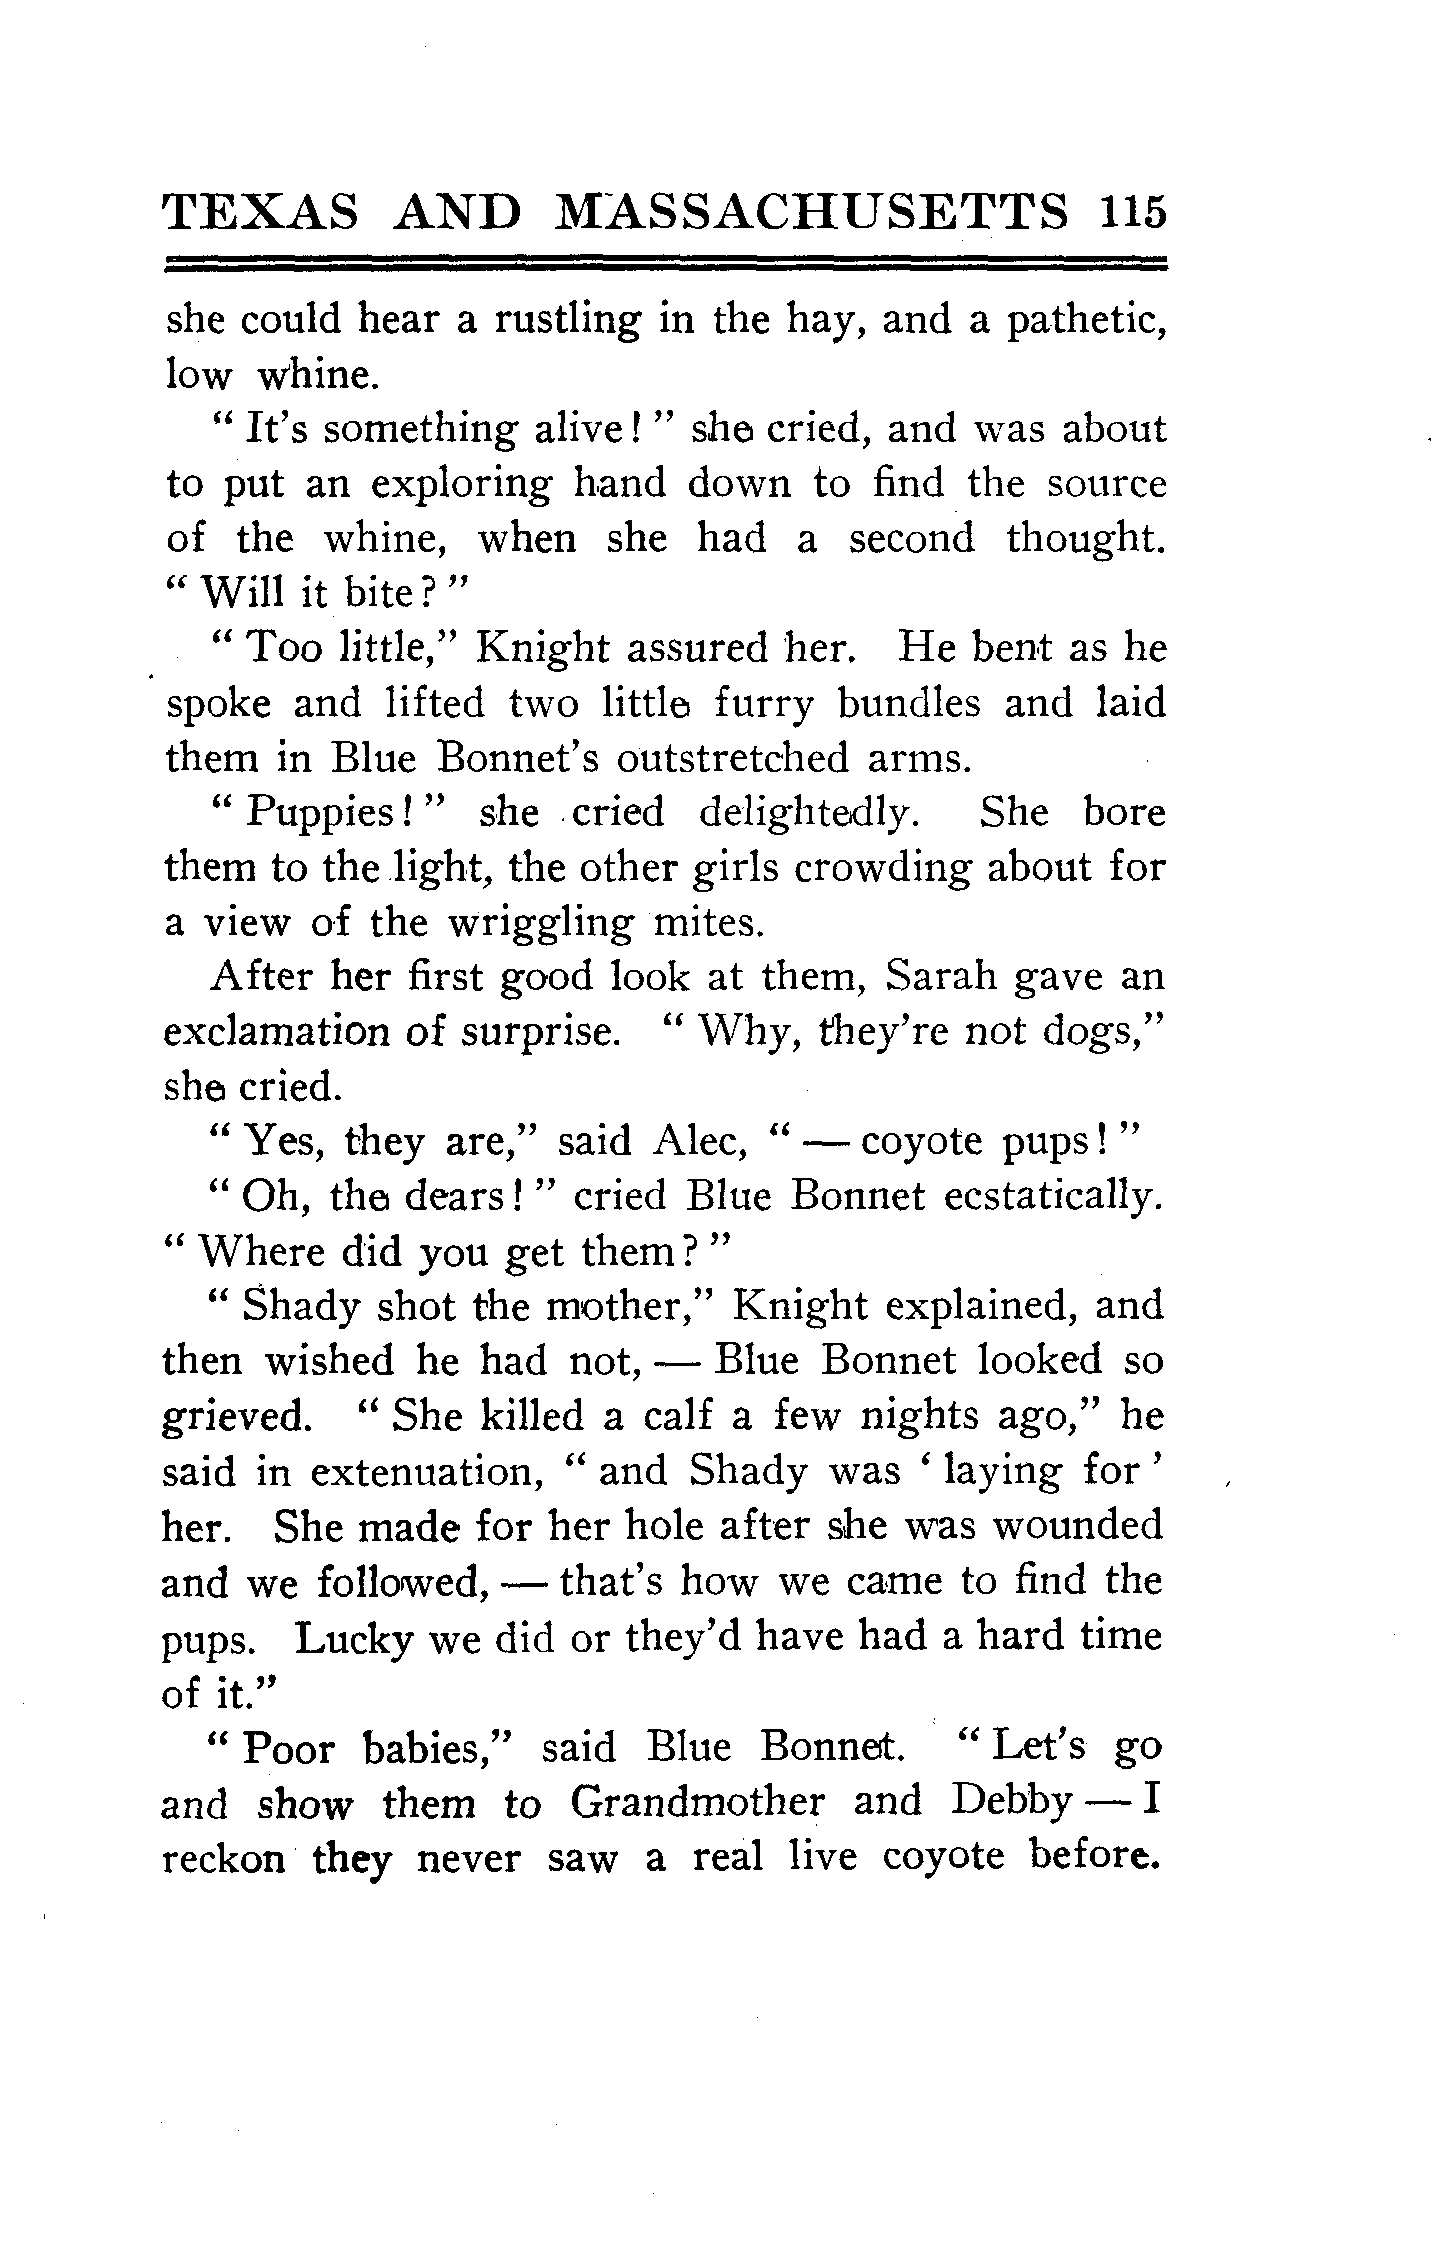 TEXAS AND MASSACHUSETTS 115
she could hear a rustling in the hay, and a pathetic,
low whine.
“ It’s something alive! ” she cried, and was about
to put an exploring hand down to find the source
of the whine, when she had a second thought.
“ Will it bite? ”
“ Too little,” Knight assured her. He bent as he
spoke and lifted two little furry bundles and laid
them in Blue Bonnet’s outstretched arms.
“ Puppies! ” she cried delightedly. She bore
them to the light, the other girls crowding about for
a view of the wriggling mites.
After her first good look at them, Sarah gave an
exclamation of surprise. “ Why, they’re not dogs,”
she cried.
“ Yes, they are,” said Alec, “ — coyote pups! ”
“ Oh, the dears! ” cried Blue Bonnet ecstatically.
“ Where did you get them? ”
“ Shady shot the mother,” Knight explained, and
then wished he had not, — Blue Bonnet looked so
grieved. “ She killed a calf a few nights ago,” he
said in extenuation, “ and Shady was ‘ laying for ’
her. She made for her hole after she was wounded
and we followed, — that’s how we came to find the
pups. Lucky we did or they’d have had a hard time
of it.”
“ Poor babies,” said Blue Bonnet. “ Let’s go
and show them to Grandmother and Debby — I
reckon they never saw a real live coyote before.